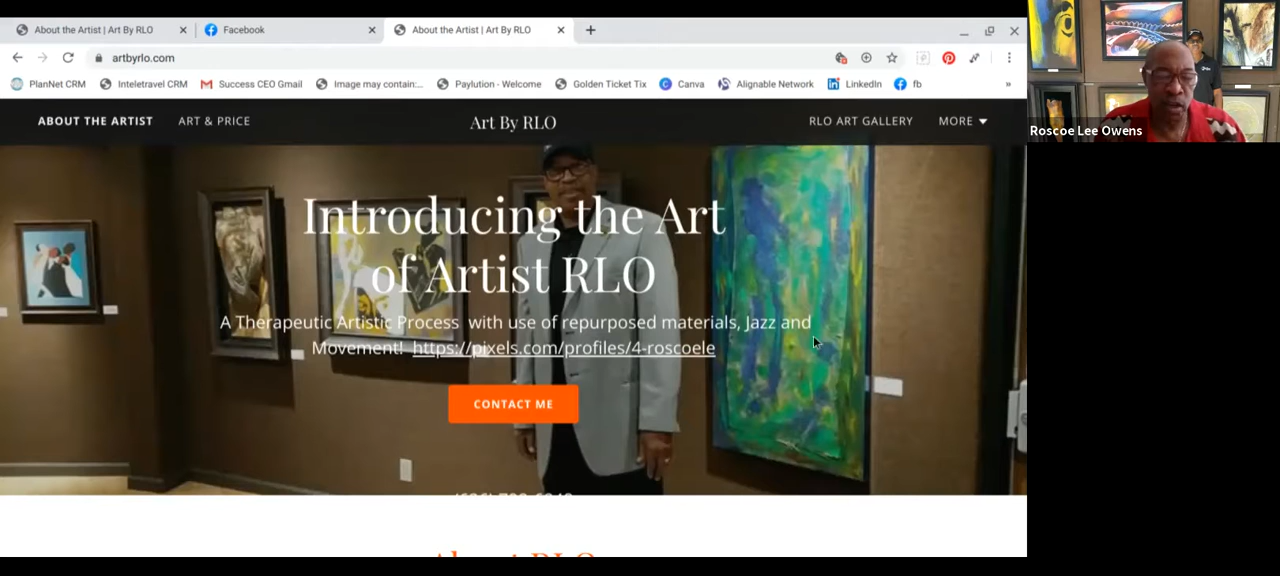 About the Artist | Art By RLO
Facebook
About the Artist | Art By RLO
artbyrlo.com
PlanNet CRM
Inteletravel CRM
Success CEO Gmail
Image may contain:...
Paylution - Welcome
Golden Ticket Tix
Canva
Alignable Network
LinkedIn
fb
»
ABOUT THE ARTIST
ART & PRICE
Art By RLO
RLO ART GALLERY
MORE
Introducing the Art
of Artist RLO
A Therapeutic Artistic Process with use of repurposed materials, Jazz and
Movement! https://pixels.com/profiles/4-roscoele
CONTACT ME
About RLO
Roscoe Lee Owens